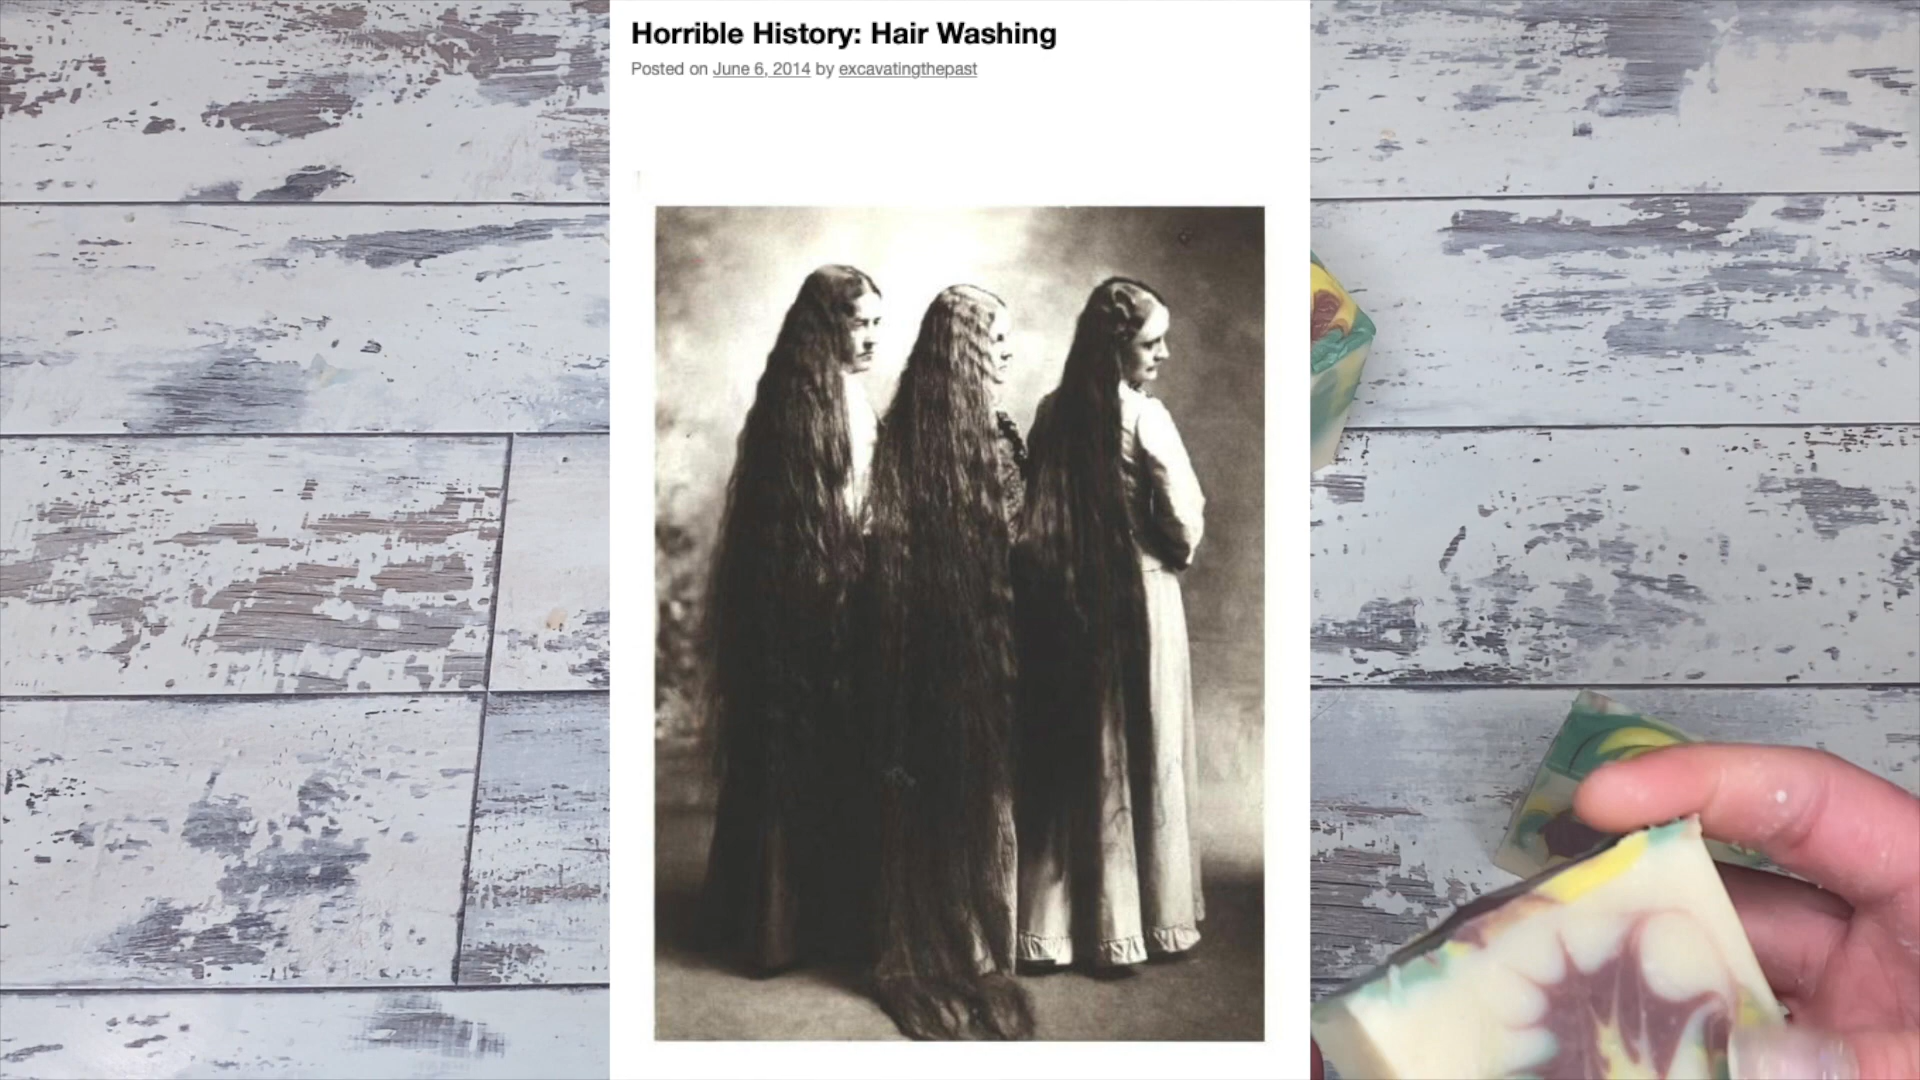 Horrible History: Hair Washing
Posted on June 6, 2014 by excavatingthepast